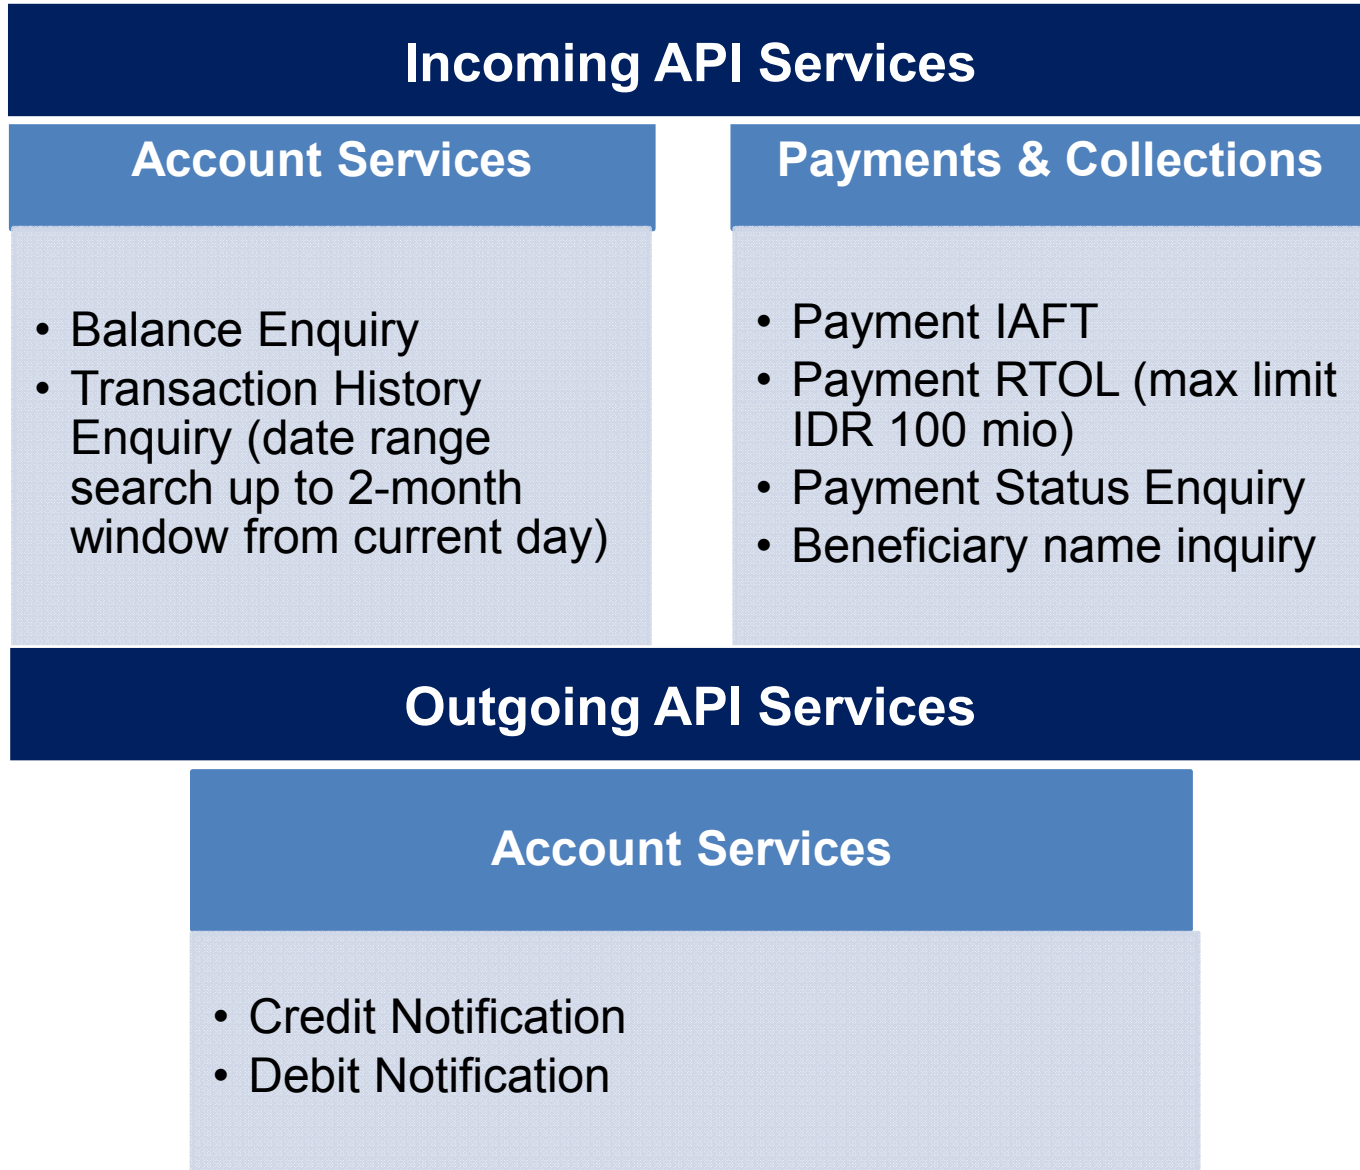 Incoming API Services
Account Services
• Balance Enquiry
• Transaction History
Enquiry (date range
search up to 2-month
window from current day)
Payments & Collections
• Payment IAFT
• Payment RTOL (max limit
IDR 100 mio)
• Payment Status Enquiry
• Beneficiary name inquiry
Outgoing API Services
Account Services
• Credit Notification
• Debit Notification